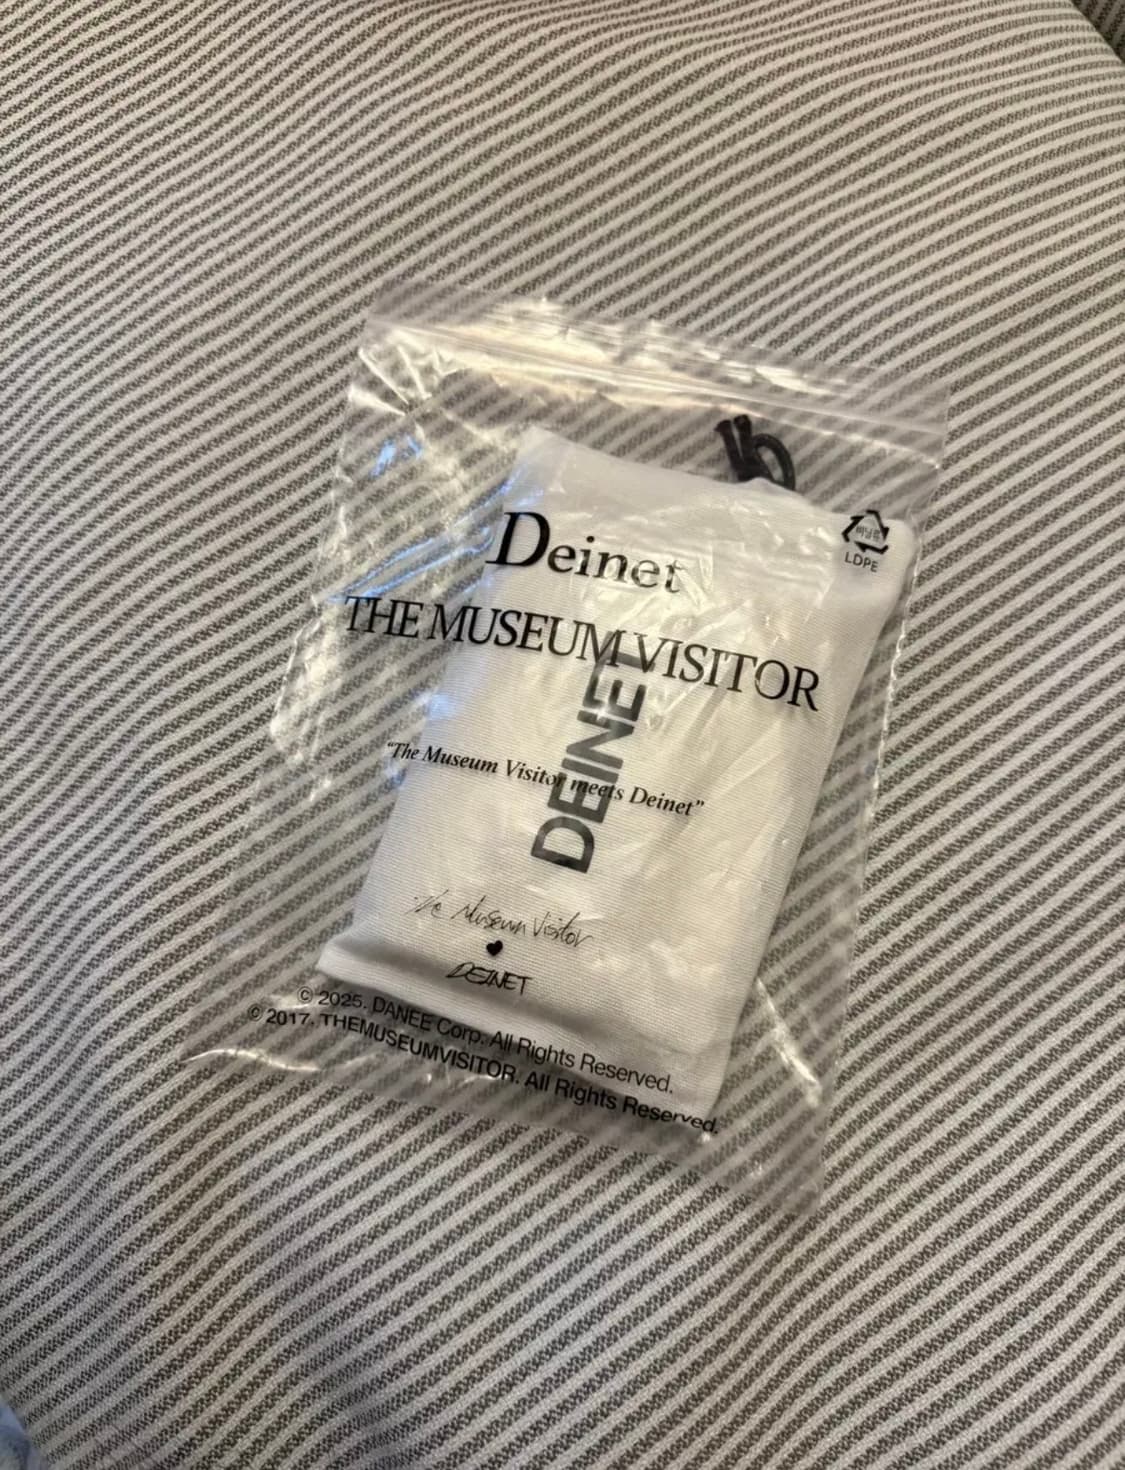 Deinet
THE MUSEUM VISITOR
DEINET
"The Museum Visitor meets Deinet"
The Museum Visitor
♥
DEINET
© 2025. DANEE Corp. All Rights Reserved.
© 2017. THEMUSEUMVISITOR. All Rights Reserved.
LDPE